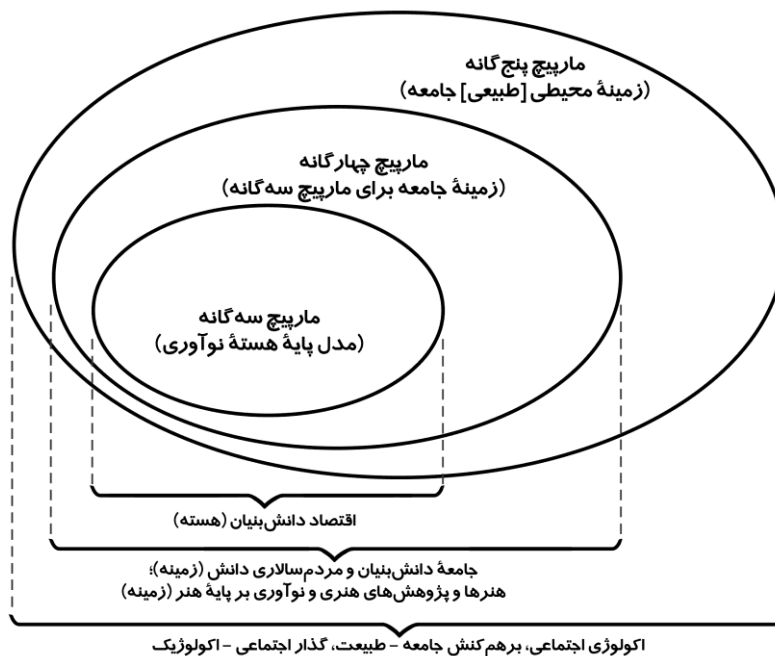 مارپیچ پنج‌گانه
(زمینهٔ محیطی [طبیعی] جامعه)
مارپیچ چهارگانه
(زمینهٔ جامعه برای مارپیچ سه‌گانه)
مارپیچ سه‌گانه
(مدل پایهٔ هستهٔ نوآوری)
اقتصاد دانش‌بنیان (هسته)
جامعهٔ دانش‌بنیان و مردم‌سالاری دانش (زمینه)؛
هنرها و پژوهش‌های هنری و نوآوری بر پایهٔ هنر (زمینه)
اکولوژی اجتماعی، برهم‌کنش جامعه – طبیعت، گذار اجتماعی – اکولوژیک